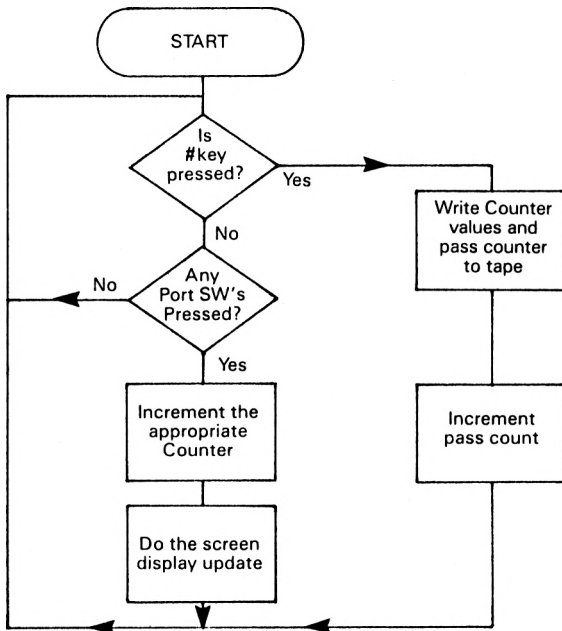 START
Is
#key
pressed?
Yes
No
Write Counter
values and
pass counter
to tape
Any
Port SW's
Pressed?
No
Yes
Increment the
appropriate
Counter
Increment
pass count
Do the screen
display update